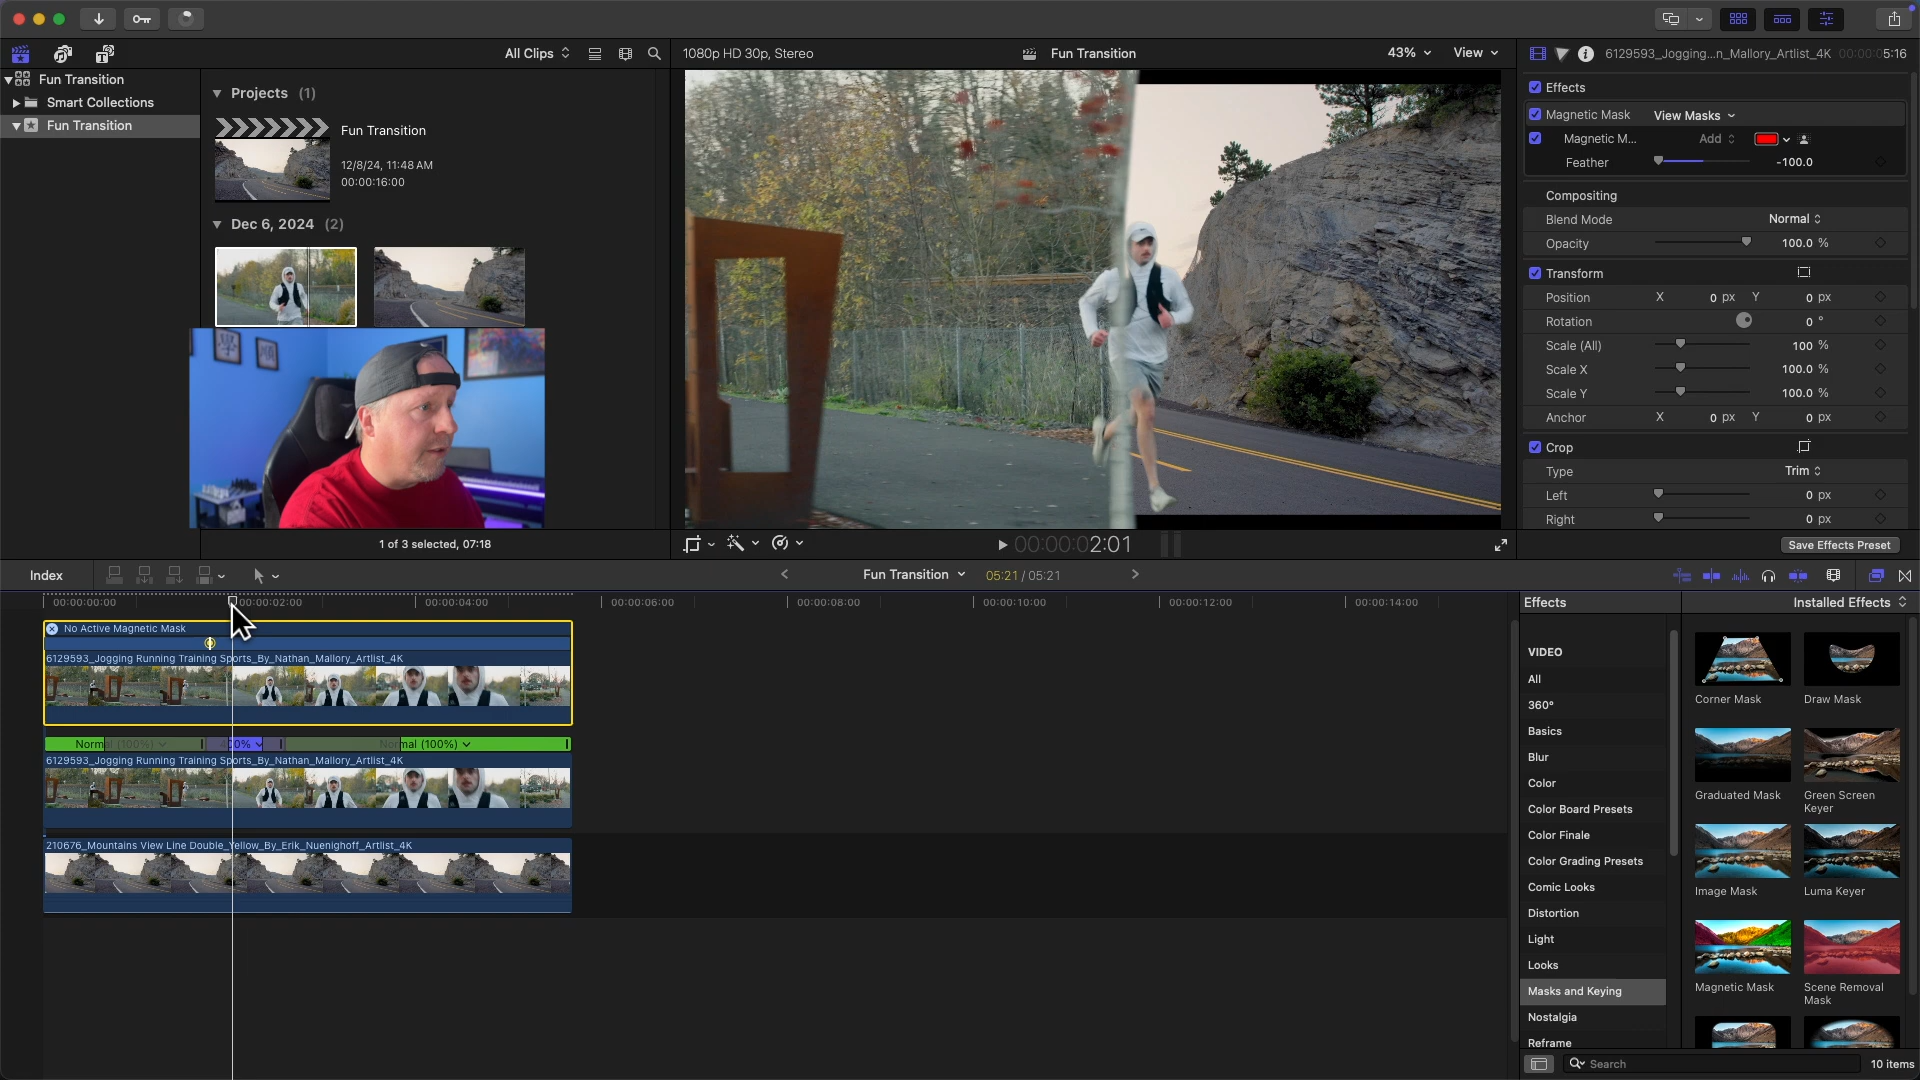 All Clips
1080p HD 30p, Stereo
Fun Transition
43%
View
6129593_Jogging...n_Mallory_Artlist_4K
00:00:05:16
Fun Transition
Smart Collections
Fun Transition
Projects (1)
Fun Transition
12/8/24, 11:48 AM
00:00:16:00
Dec 6, 2024 (2)
1 of 3 selected, 07:18
00:00:02:01
Effects
Magnetic Mask
View Masks
Magnetic M...
Add
Feather
-100.0
Compositing
Blend Mode
Normal
Opacity
100.0 %
Transform
Position
X 0 px Y 0 px
Rotation
0 °
Scale (All)
100 %
Scale X
100.0 %
Scale Y
100.0 %
Anchor
X 0 px Y 0 px
Crop
Type
Trim
Left
0 px
Right
0 px
Save Effects Preset
Index
Fun Transition
05:21 / 05:21
00:00:00:00
00:00:02:00
00:00:04:00
00:00:06:00
00:00:08:00
00:00:10:00
00:00:12:00
00:00:14:00
No Active Magnetic Mask
6129593_Jogging Running Training Sports_By_Nathan_Mallory_Artlist_4K
Normal (100%)
Normal (100%)
6129593_Jogging Running Training Sports_By_Nathan_Mallory_Artlist_4K
210676_Mountains View Line Double_Yellow_By_Erik_Nuenighoff_Artlist_4K
Effects
Installed Effects
VIDEO
All
360°
Basics
Blur
Color
Color Board Presets
Color Finale
Color Grading Presets
Comic Looks
Distortion
Light
Looks
Masks and Keying
Nostalgia
Reframe
Corner Mask
Draw Mask
Graduated Mask
Green Screen
Keyer
Image Mask
Luma Keyer
Magnetic Mask
Scene Removal
Mask
Search
10 items